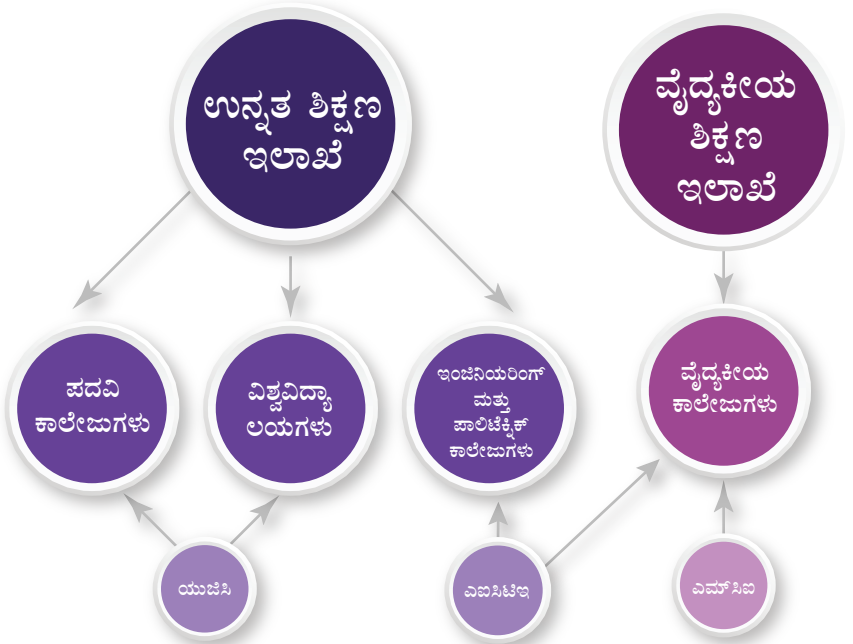 ಉನ್ನತ ಶಿಕ್ಷಣ
ಇಲಾಖೆ
ವೈದ್ಯಕೀಯ
ಶಿಕ್ಷಣ
ಇಲಾಖೆ
ಪದವಿ
ಕಾಲೇಜುಗಳು
ವಿಶ್ವವಿದ್ಯಾ
ಲಯಗಳು
ಇಂಜಿನಿಯರಿಂಗ್
ಮತ್ತು
ಪಾಲಿಟೆಕ್ನಿಕ್
ಕಾಲೇಜುಗಳು
ವೈದ್ಯಕೀಯ
ಕಾಲೇಜುಗಳು
ಯುಜಿಸಿ
ಎಐಸಿಟಿಇ
ಎಮ್‌ಸಿಐ